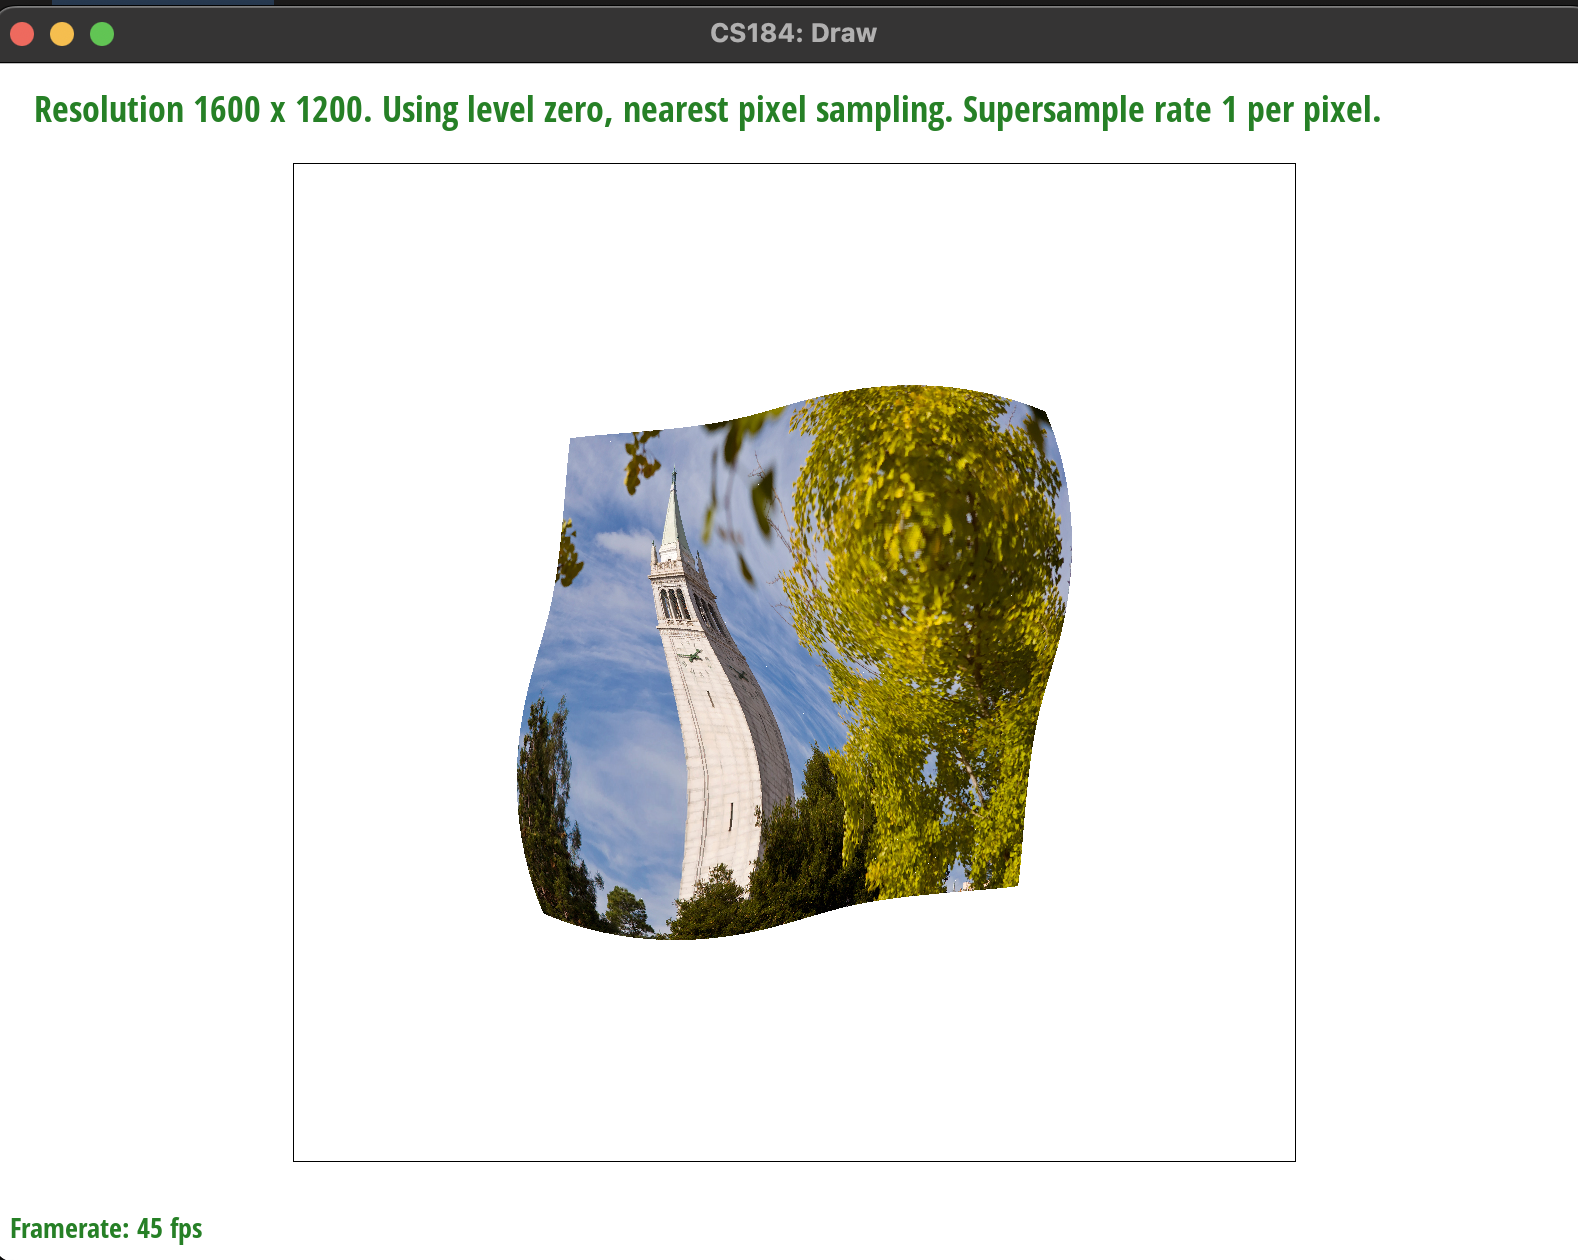 CS184: Draw
Resolution 1600 x 1200. Using level zero, nearest pixel sampling. Supersample rate 1 per pixel.
Framerate: 45 fps